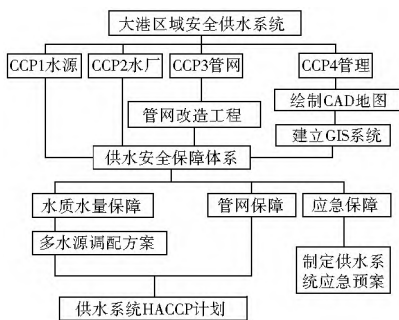 大港区域安全供水系统
CCP1水源
CCP2水厂
CCP3管网
CCP4管理
绘制CAD地图
管网改造工程
建立GIS系统
供水安全保障体系
水质水量保障
管网保障
应急保障
多水源调配方案
制定供水系
统应急预案
供水系统HACCP计划